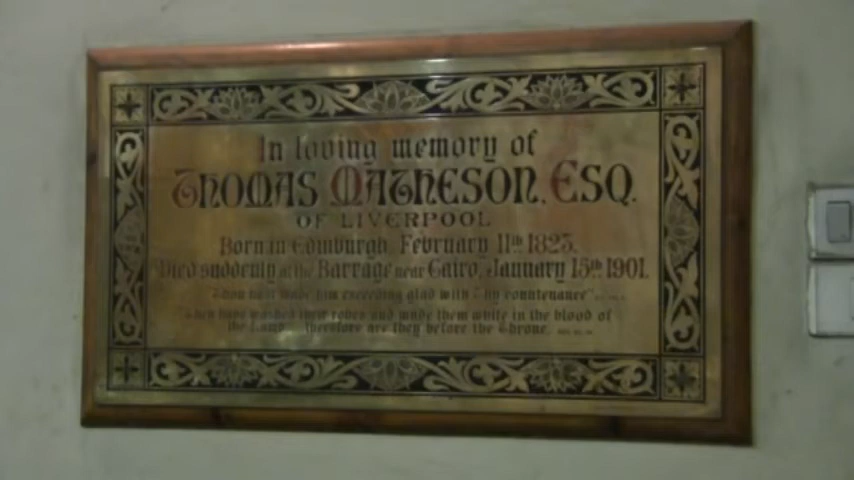 In loving memory of
THOMAS MATHESON, ESQ.
OF LIVERPOOL
Born in Edinburgh, February 11th 1823.
Died suddenly at the Barrage near Cairo, January 15th 1901.
"Thou hast made him exceeding glad with Thy countenance"
"They have washed their robes and made them white in the blood of
the Lamb therefore are they before the Throne.